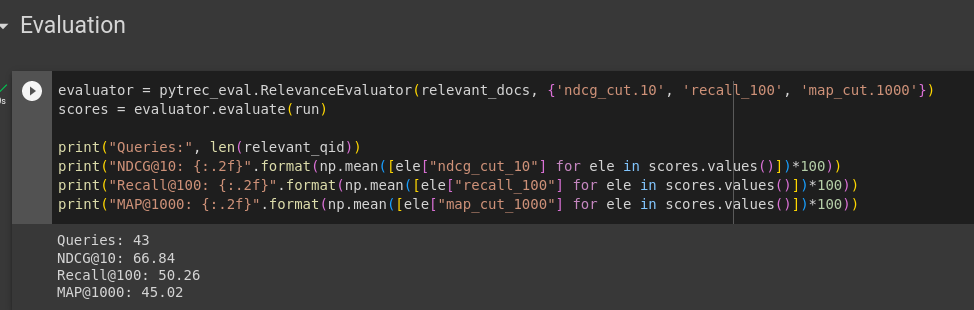 Evaluation
evaluator = pytrec_eval.RelevanceEvaluator(relevant_docs, {'ndcg_cut.10', 'recall_100', 'map_cut.1000'})
scores = evaluator.evaluate(run)
print("Queries:", len(relevant_qid))
print("NDCG@10: {:.2f}".format(np.mean([ele["ndcg_cut_10"] for ele in scores.values()])*100))
print("Recall@100: {:.2f}".format(np.mean([ele["recall_100"] for ele in scores.values()])*100))
print("MAP@1000: {:.2f}".format(np.mean([ele["map_cut_1000"] for ele in scores.values()])*100))
Queries: 43
NDCG@10: 66.84
Recall@100: 50.26
MAP@1000: 45.02